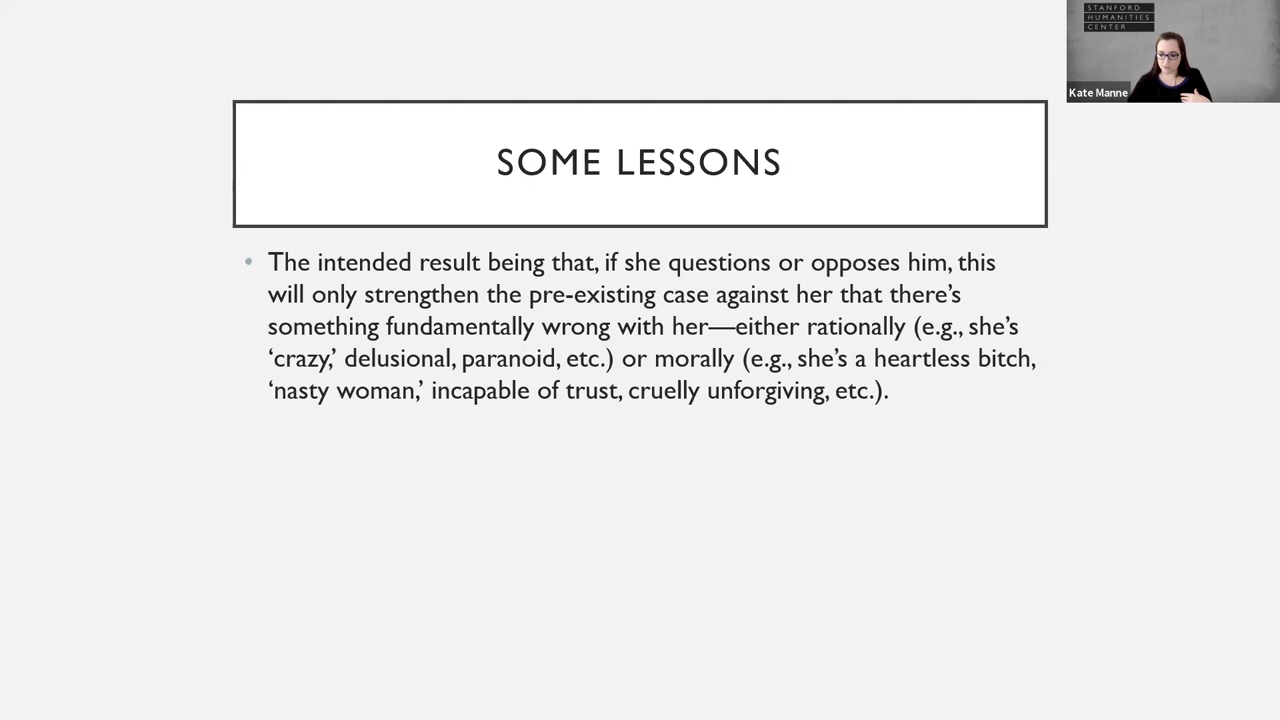 STANFORD
HUMANITIES
CENTER
Kate Manne
SOME LESSONS
• The intended result being that, if she questions or opposes him, this
will only strengthen the pre-existing case against her that there’s
something fundamentally wrong with her—either rationally (e.g., she’s
‘crazy,’ delusional, paranoid, etc.) or morally (e.g., she’s a heartless bitch,
‘nasty woman,’ incapable of trust, cruelly unforgiving, etc.).